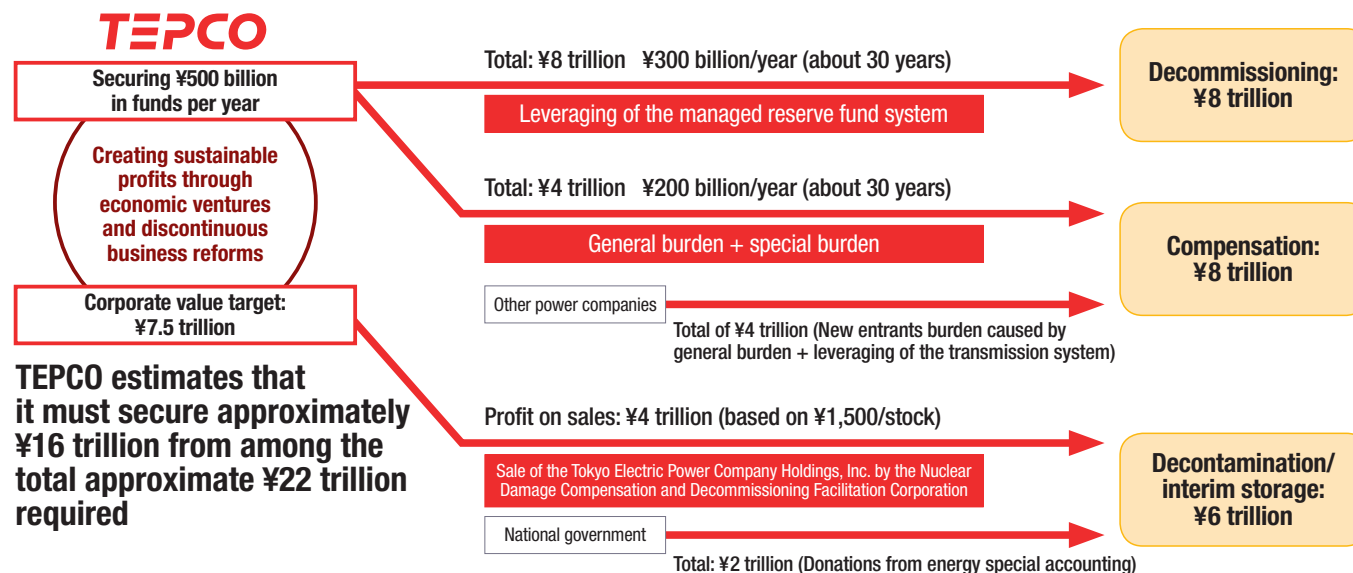 TEPCO
Securing ¥500 billion
in funds per year
Creating sustainable
profits through
economic ventures
and discontinuous
business reforms
Corporate value target:
¥7.5 trillion
TEPCO estimates that
it must secure approximately
¥16 trillion from among the
total approximate ¥22 trillion
required
Total: ¥8 trillion ¥300 billion/year (about 30 years)
Leveraging of the managed reserve fund system
Decommissioning:
¥8 trillion
Total: ¥4 trillion ¥200 billion/year (about 30 years)
General burden + special burden
Other power companies
Total of ¥4 trillion (New entrants burden caused by
general burden + leveraging of the transmission system)
Compensation:
¥8 trillion
Profit on sales: ¥4 trillion (based on ¥1,500/stock)
Sale of the Tokyo Electric Power Company Holdings, Inc. by the Nuclear
Damage Compensation and Decommissioning Facilitation Corporation
National government
Total: ¥2 trillion (Donations from energy special accounting)
Decontamination/
interim storage:
¥6 trillion